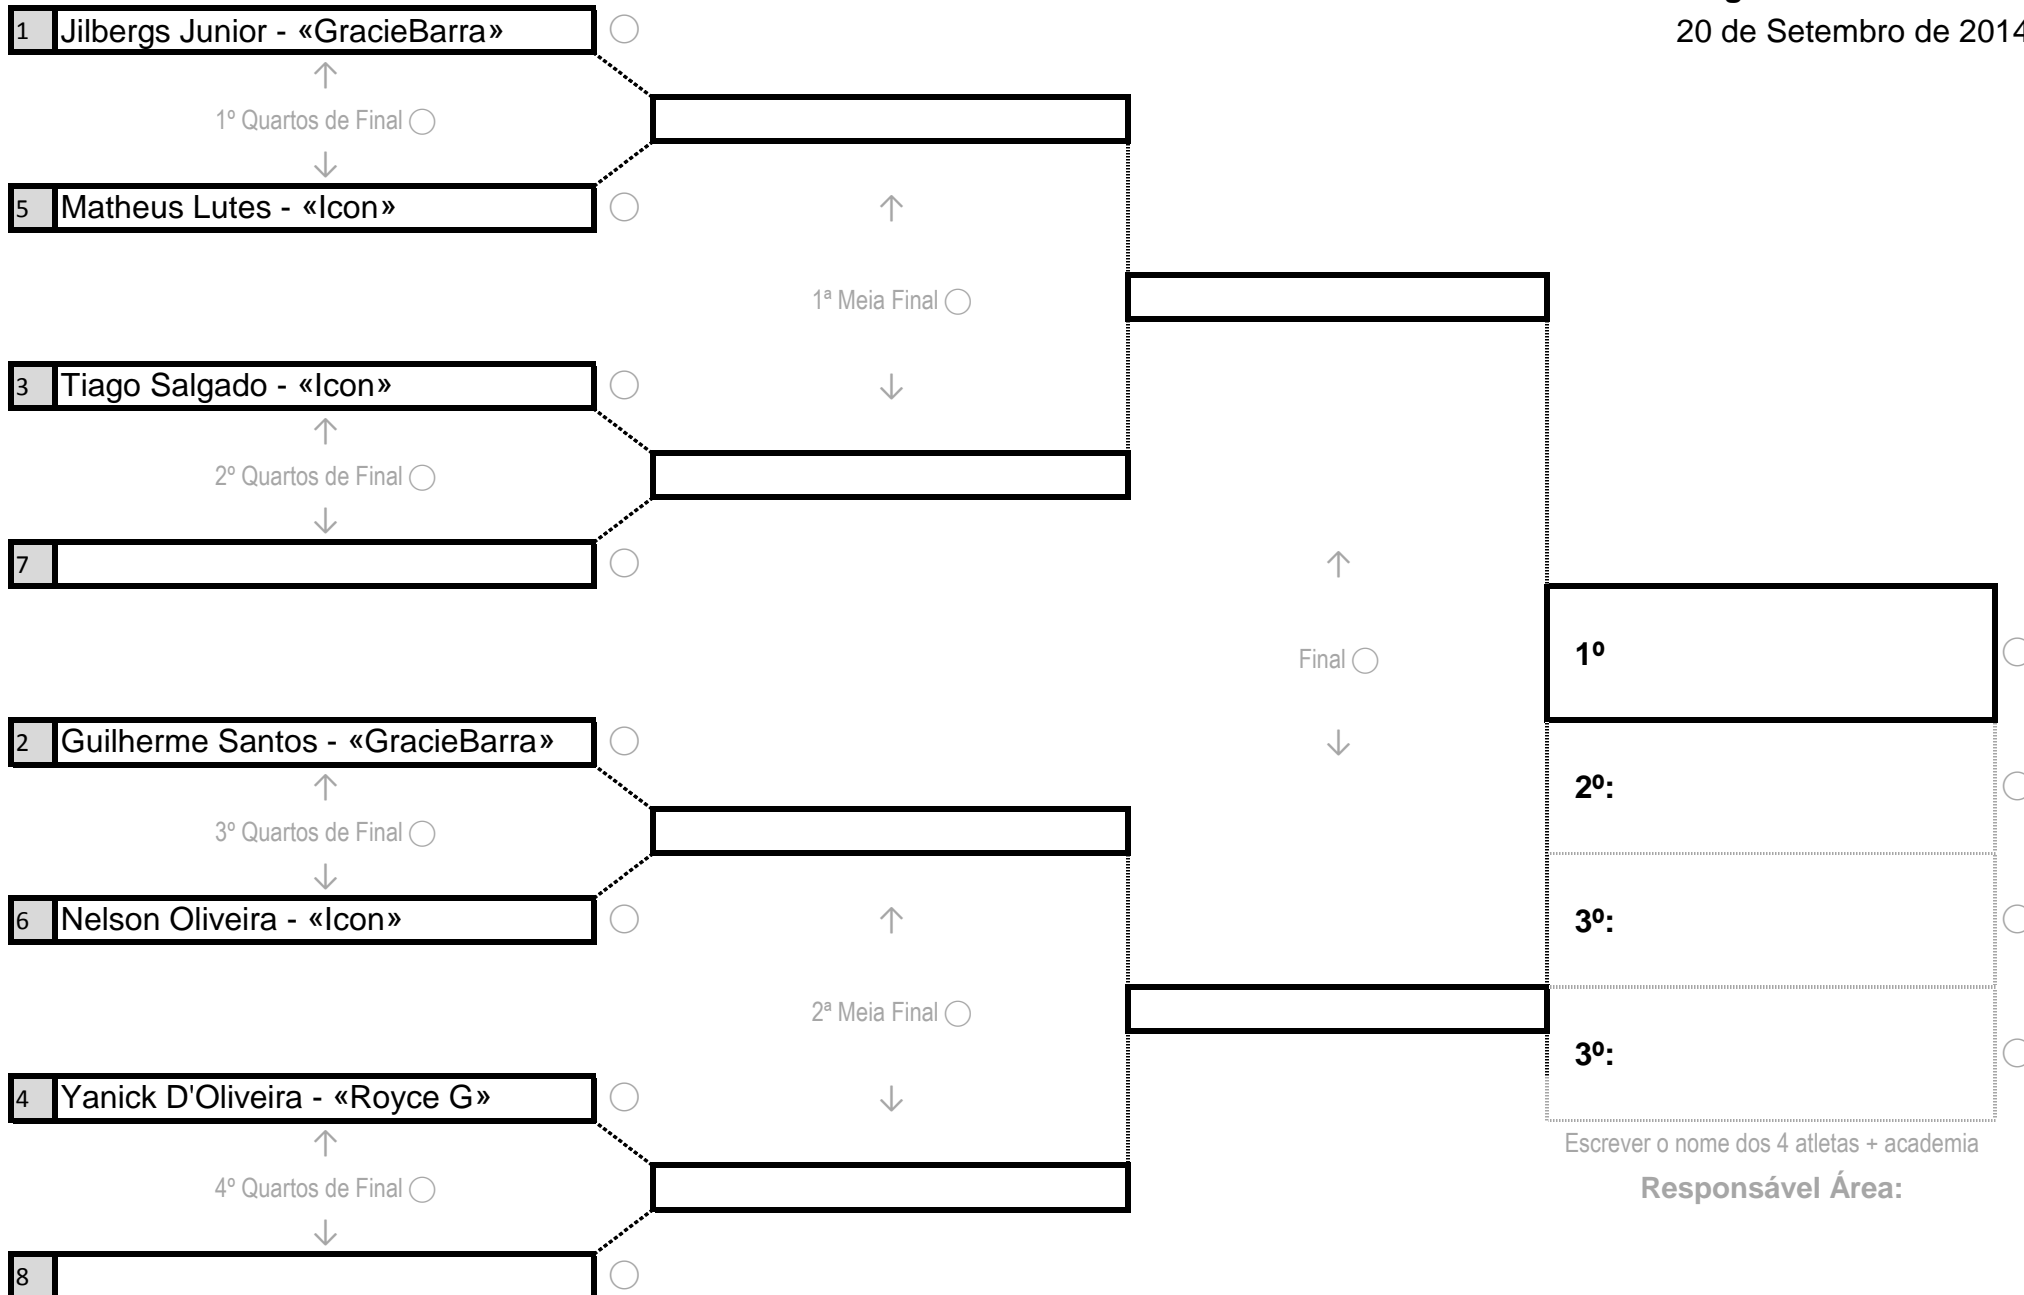 20 de Setembro de 2014
1 Jilbergs Junior - «GracieBarra»
1º Quartos de Final
5 Matheus Lutes - «Icon»
1ª Meia Final
3 Tiago Salgado - «Icon»
2º Quartos de Final
7
Final
1º
2 Guilherme Santos - «GracieBarra»
2º:
3º Quartos de Final
6 Nelson Oliveira - «Icon»
3º:
2ª Meia Final
3º:
4 Yanick D'Oliveira - «Royce G»
Escrever o nome dos 4 atletas + academia
4º Quartos de Final
Responsável Área:
8